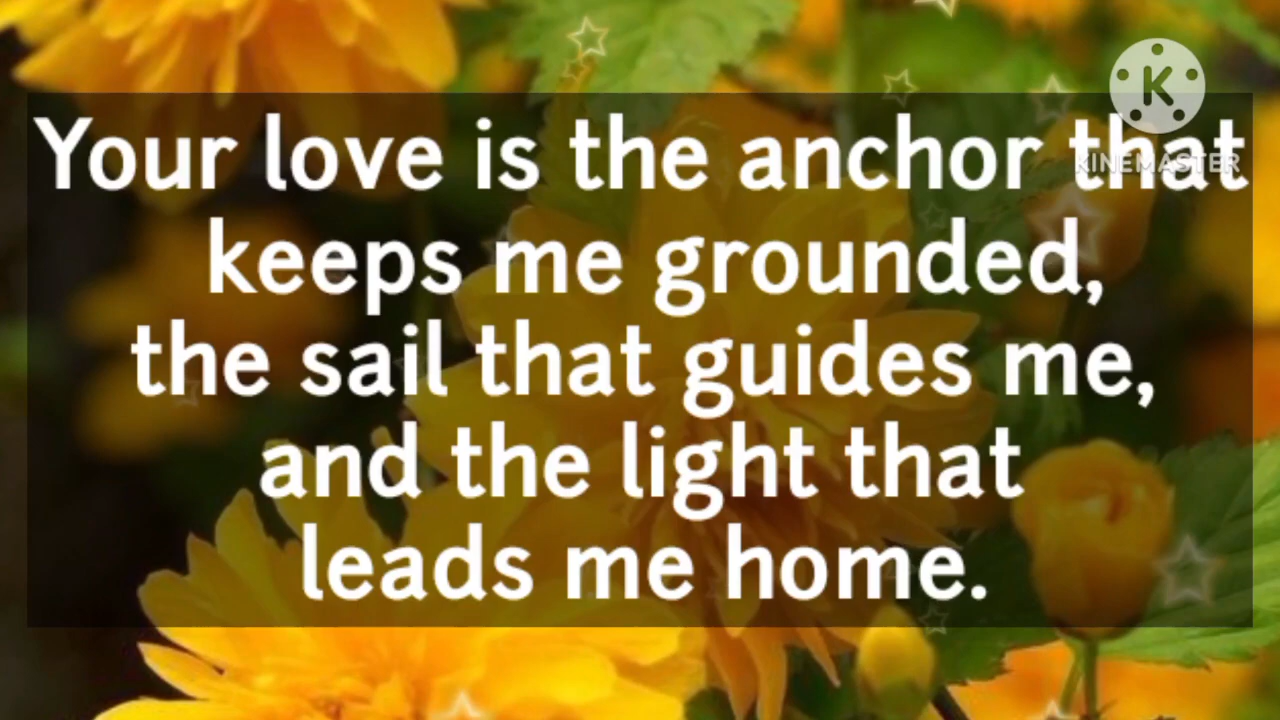 K
KINEMASTER
Your love is the anchor that
keeps me grounded,
the sail that guides me,
and the light that
leads me home.